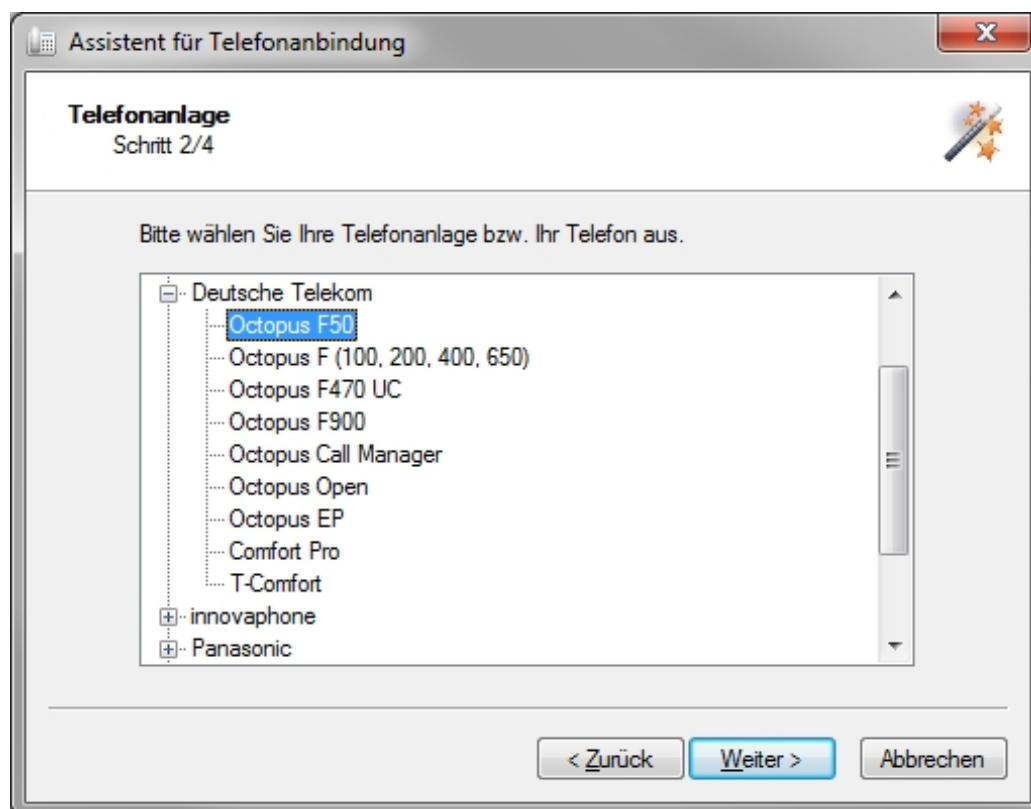 Assistent für Telefonanbindung
Telefonanlage
Schritt 2/4
Bitte wählen Sie Ihre Telefonanlage bzw. Ihr Telefon aus.
Deutsche Telekom
Octopus F50
Octopus F (100, 200, 400, 650)
Octopus F470 UC
Octopus F900
Octopus Call Manager
Octopus Open
Octopus EP
Comfort Pro
T-Comfort
innovaphone
Panasonic
< Zurück Weiter > Abbrechen